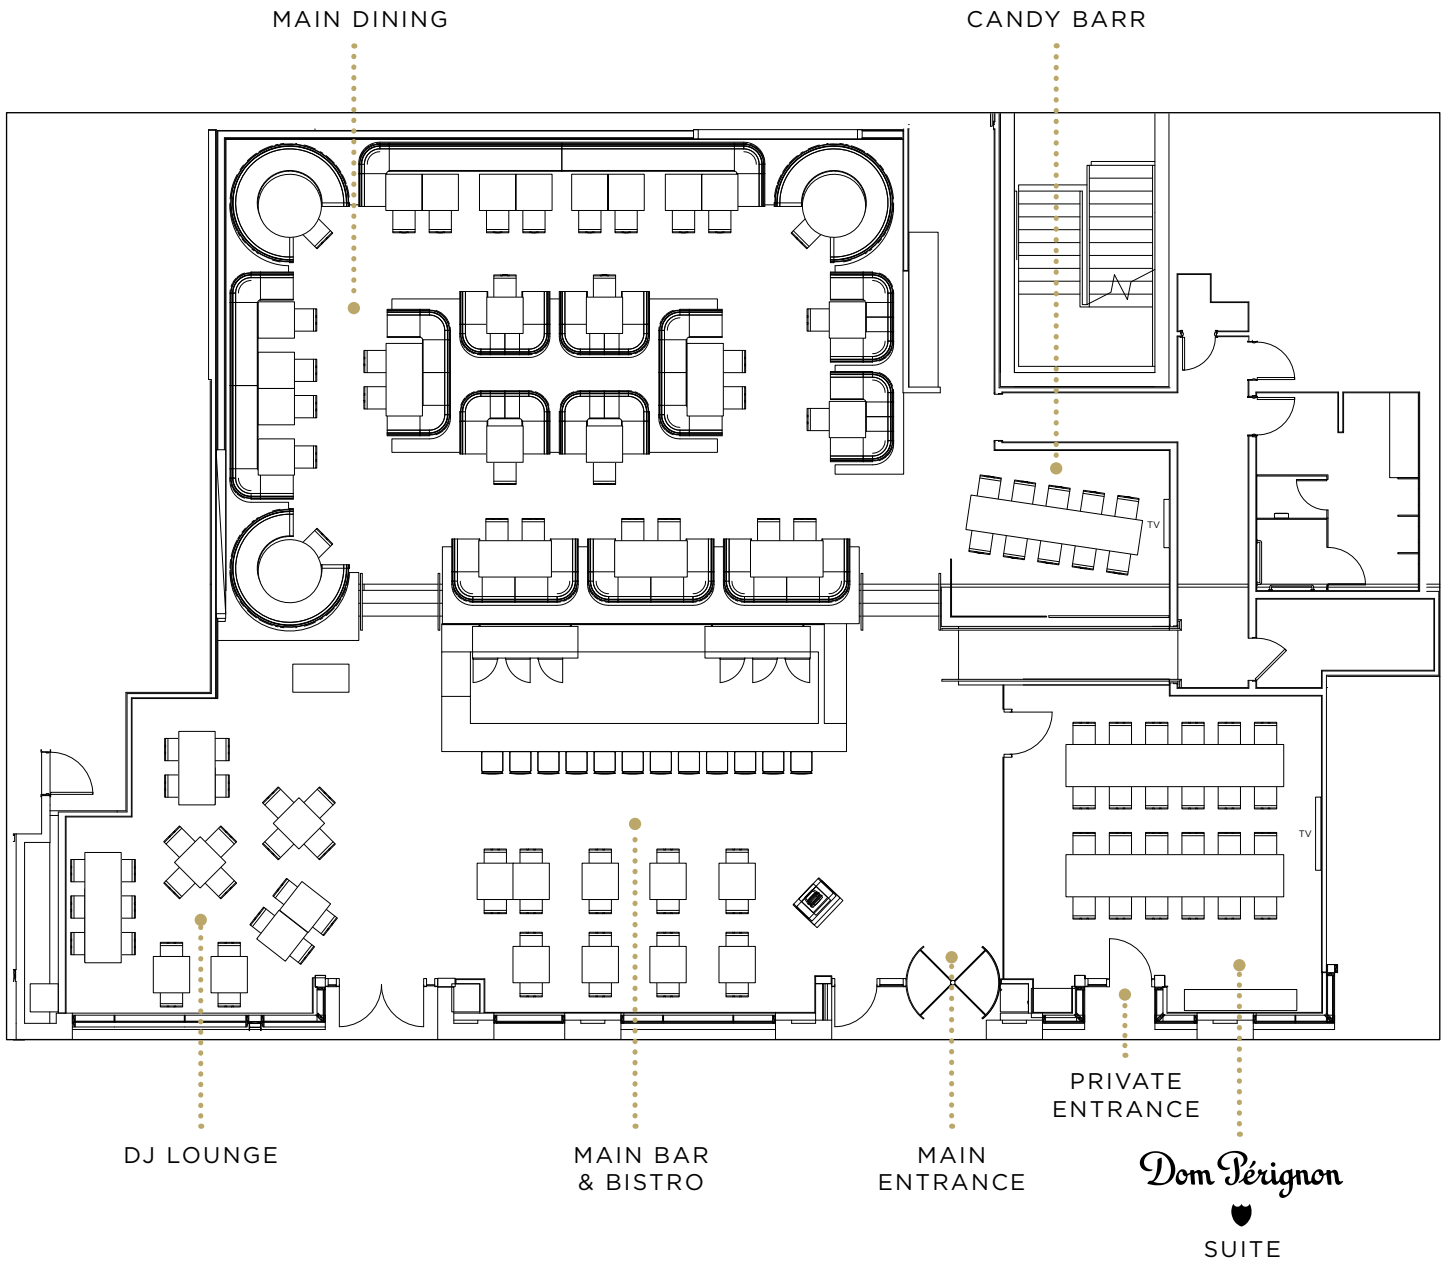 MAIN DINING
CANDY BARR
TV
TV
PRIVATE
ENTRANCE
DJ LOUNGE
MAIN BAR
& BISTRO
MAIN
ENTRANCE
Dom Pérignon
SUITE